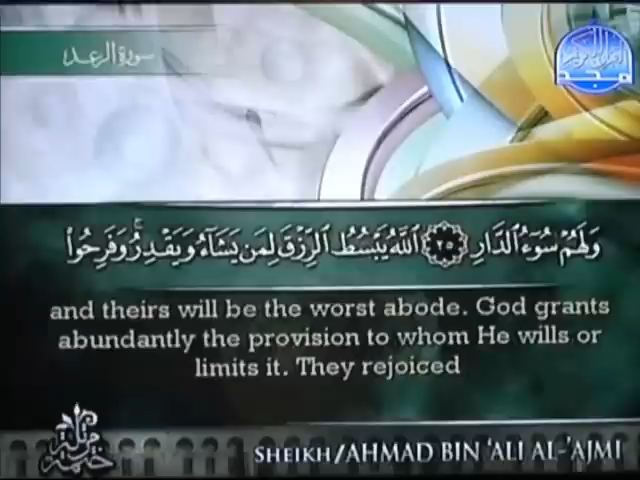 سورة الرعد
المجد
وَلَهُمْ سُوٓءُ ٱلدَّارِ ٢٥ ٱللَّهُ يَبْسُطُ ٱلرِّزْقَ لِمَن يَشَآءُ وَيَقْدِرُ ۚ وَفَرِحُوا۟
and theirs will be the worst abode. God grants
abundantly the provision to whom He wills or
limits it. They rejoiced
SHEIKH/AHMAD BIN ‘ALI AL-’AJMI